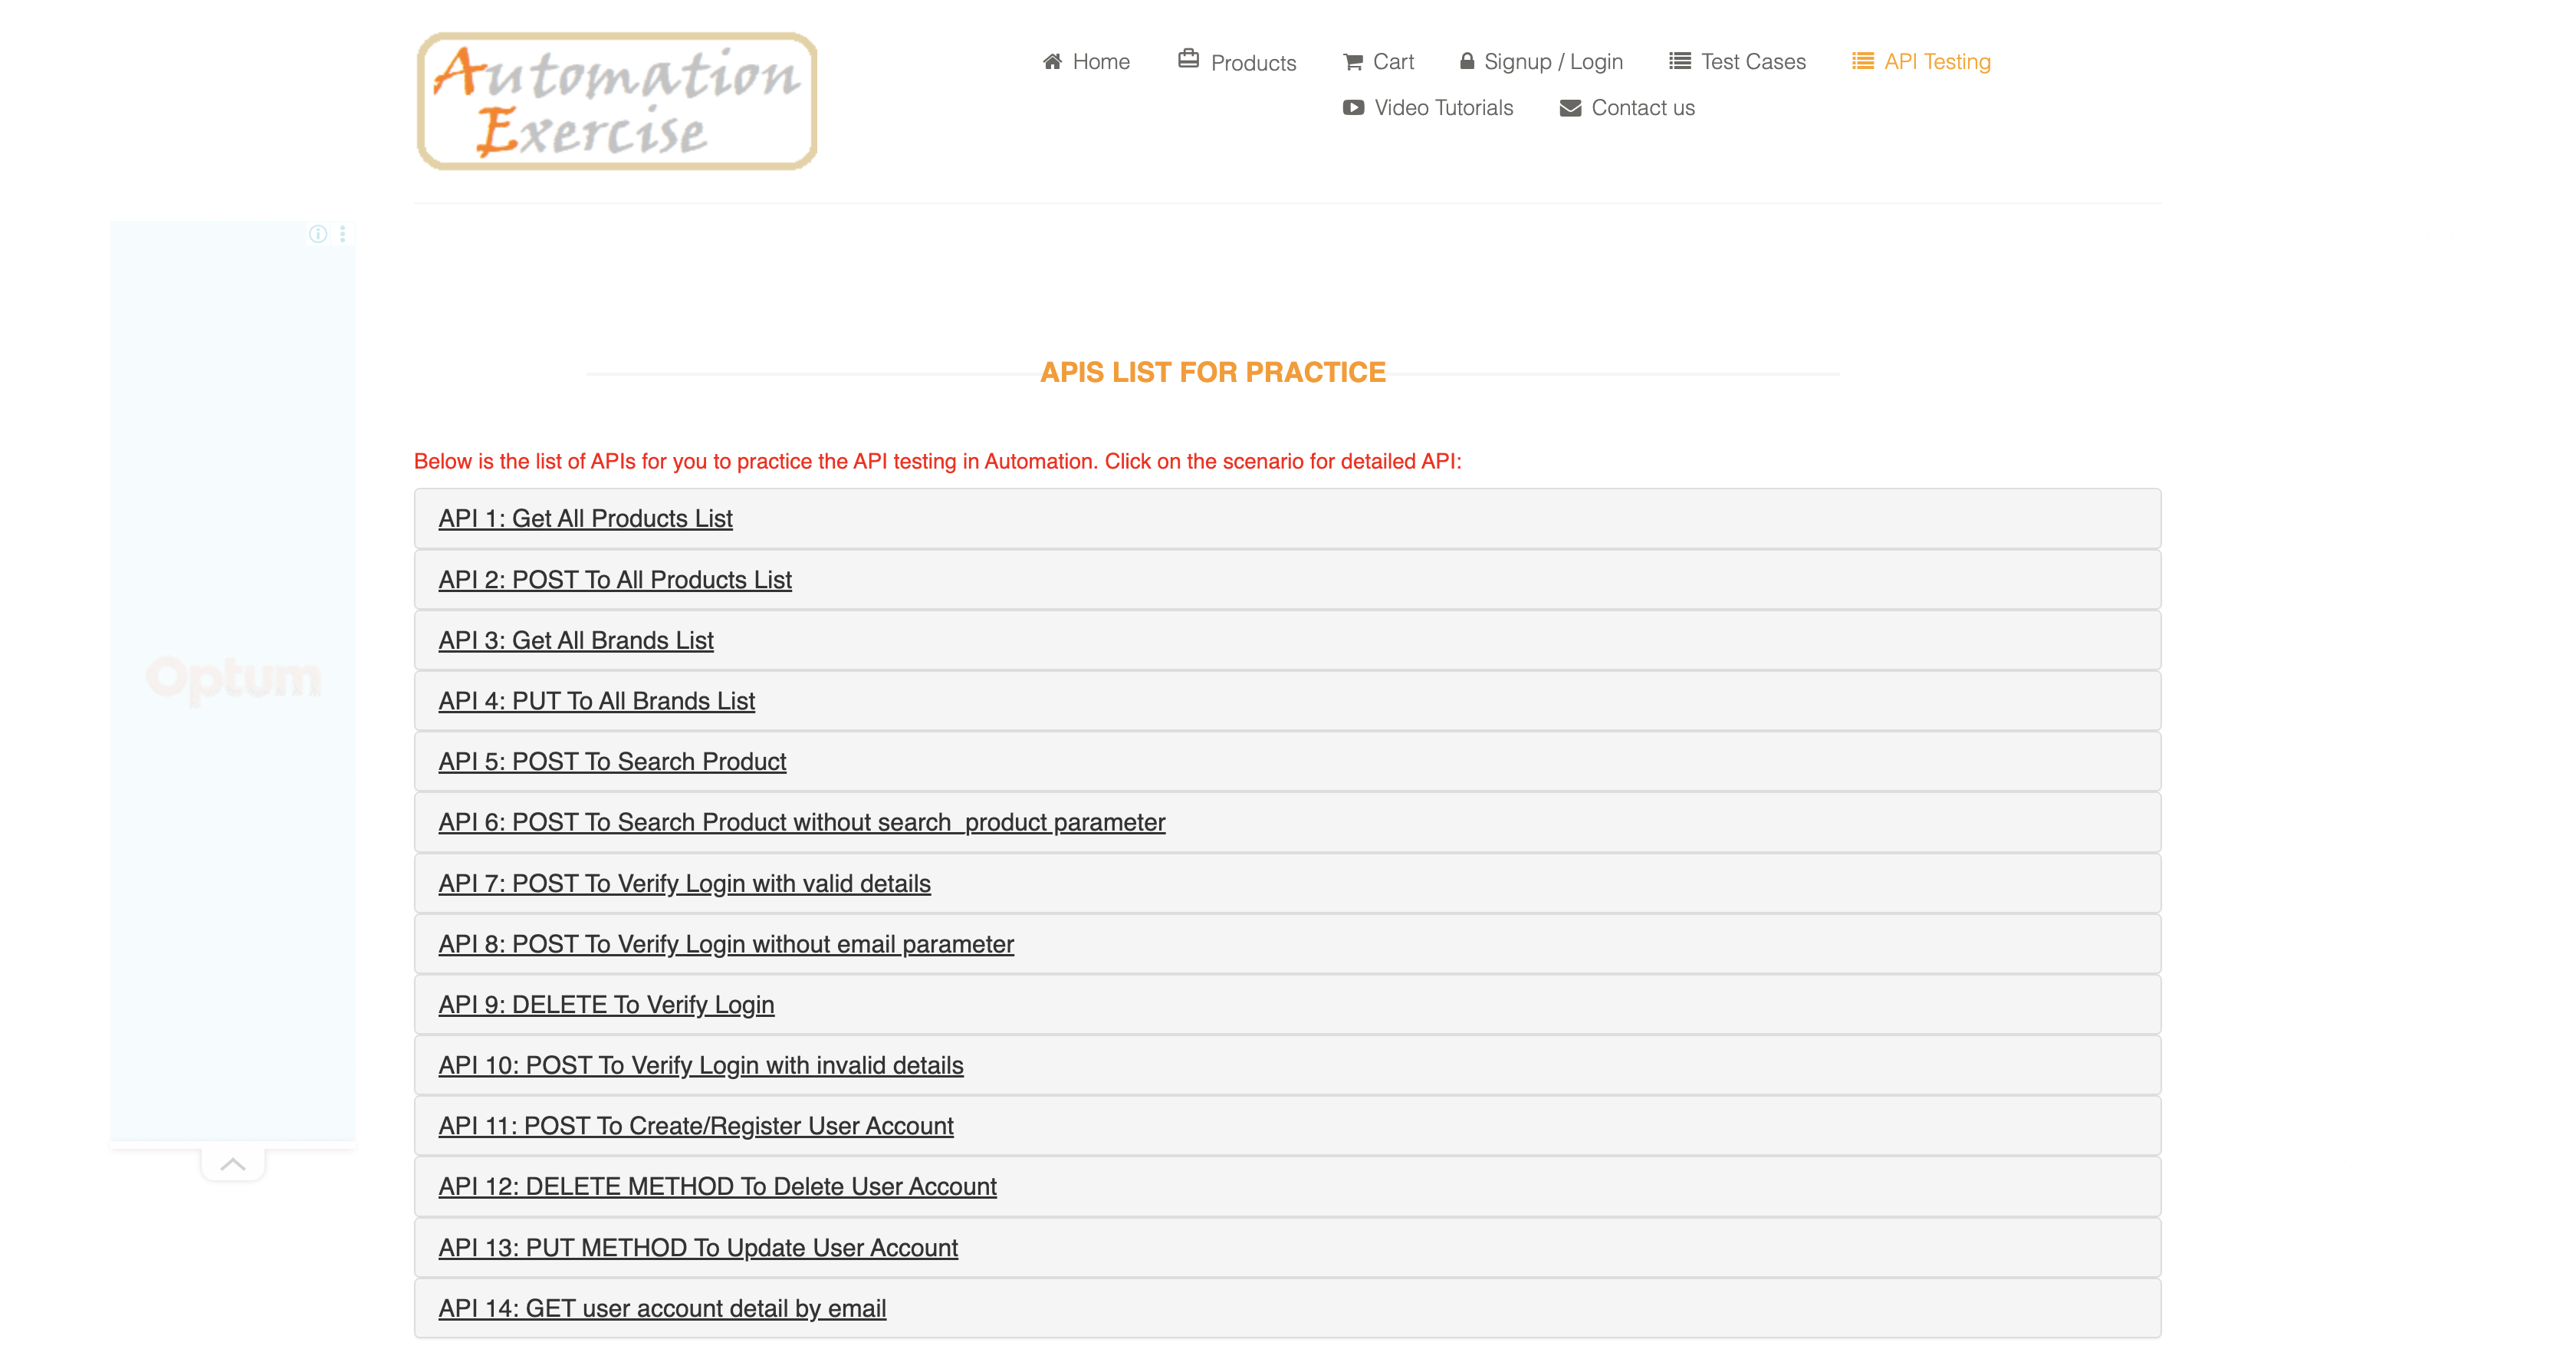 Automation
Exercise
Home
Products
Cart
Signup / Login
Test Cases
API Testing
Video Tutorials
Contact us
APIS LIST FOR PRACTICE
Below is the list of APIs for you to practice the API testing in Automation. Click on the scenario for detailed API:
API 1: Get All Products List
API 2: POST To All Products List
API 3: Get All Brands List
API 4: PUT To All Brands List
API 5: POST To Search Product
API 6: POST To Search Product without search_product parameter
API 7: POST To Verify Login with valid details
API 8: POST To Verify Login without email parameter
API 9: DELETE To Verify Login
API 10: POST To Verify Login with invalid details
API 11: POST To Create/Register User Account
API 12: DELETE METHOD To Delete User Account
API 13: PUT METHOD To Update User Account
API 14: GET user account detail by email
Optum